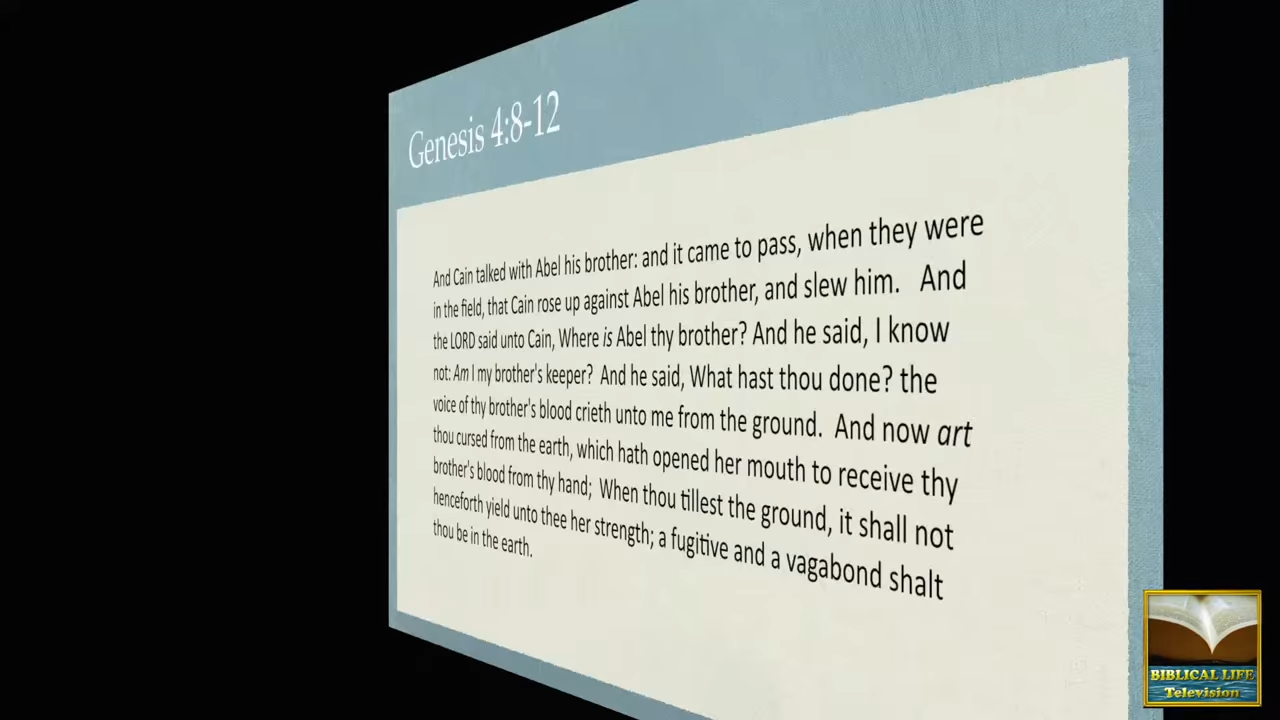 Genesis 4:8-12
And Cain talked with Abel his brother: and it came to pass, when they were
in the field, that Cain rose up against Abel his brother, and slew him. And
the LORD said unto Cain, Where is Abel thy brother? And he said, I know
not: Am I my brother's keeper? And he said, What hast thou done? the
voice of thy brother's blood crieth unto me from the ground. And now art
thou cursed from the earth, which hath opened her mouth to receive thy
brother's blood from thy hand; When thou tillest the ground, it shall not
henceforth yield unto thee her strength; a fugitive and a vagabond shalt
thou be in the earth.
BIBLICAL LIFE
Television